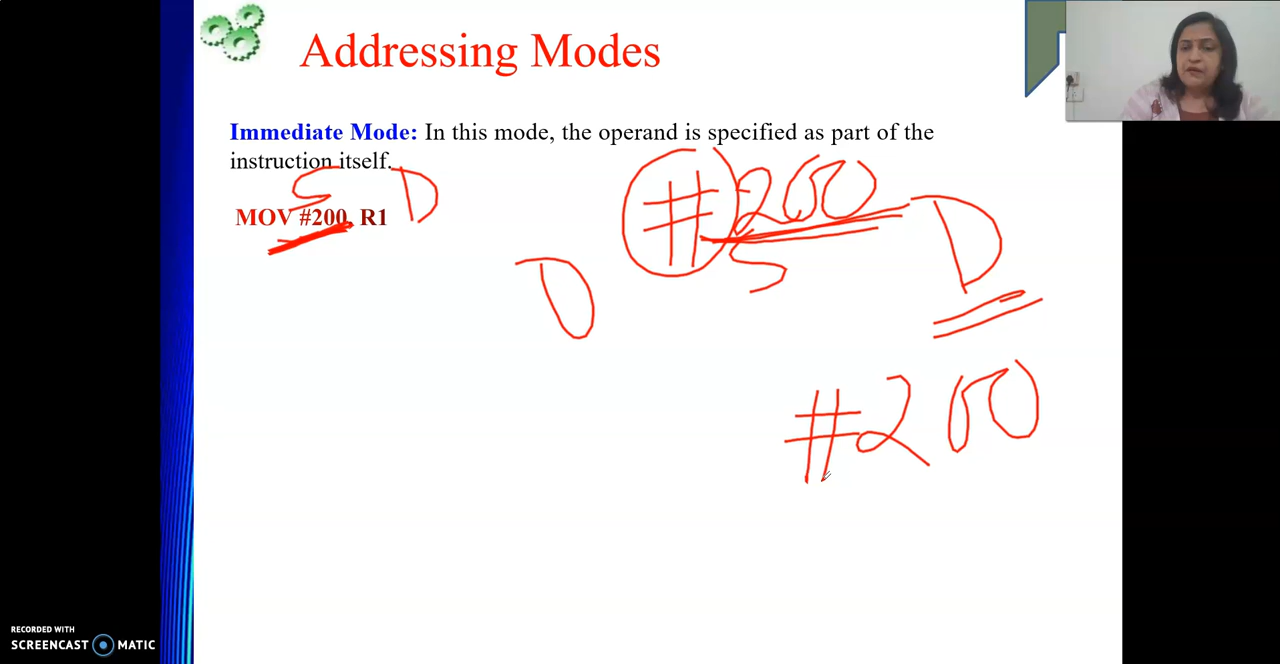 Addressing Modes
Immediate Mode: In this mode, the operand is specified as part of the
instruction itself.
S D
MOV #200, R1
#200 D
S
D
#200
RECORDED WITH
SCREENCAST MATIC